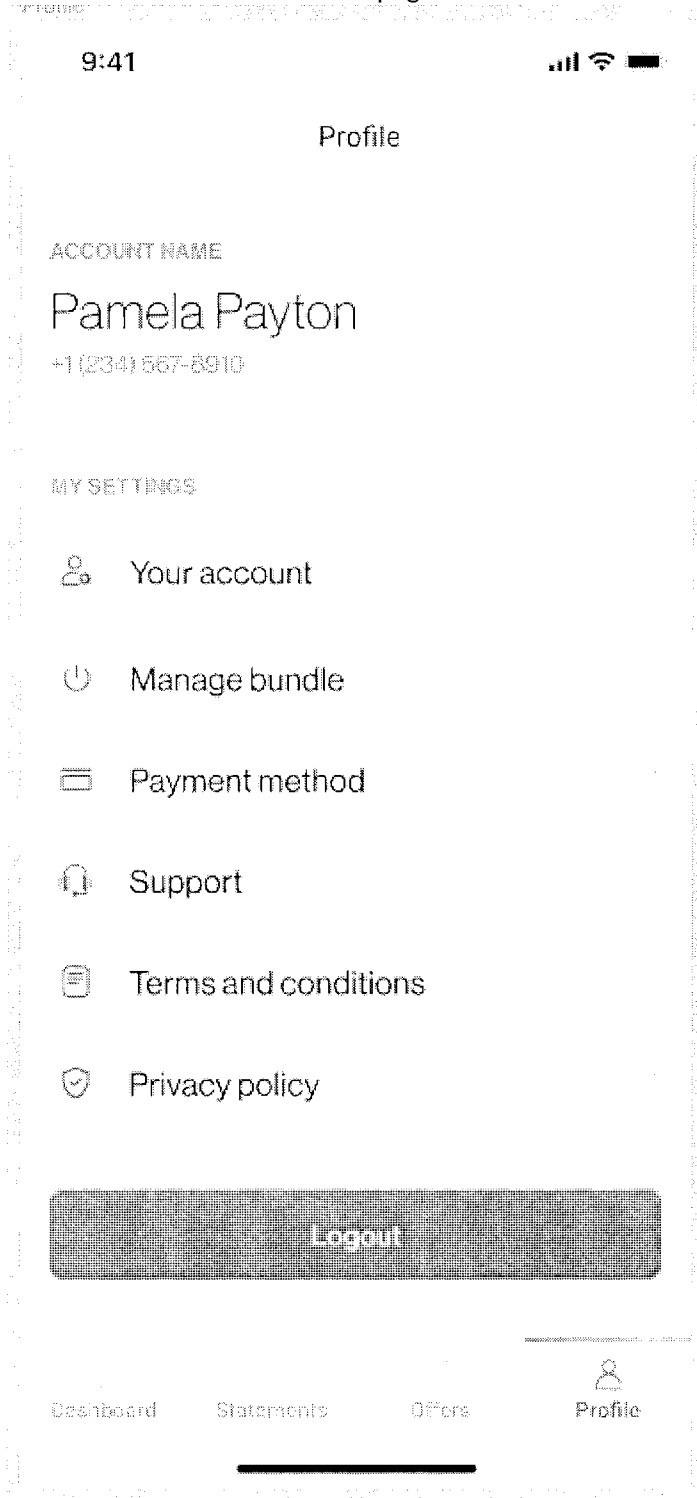 Profile
9:41
Profile
ACCOUNT NAME
Pamela Payton
+1 (234) 567-8910
MY SETTINGS
Your account
Manage bundle
Payment method
Support
Terms and conditions
Privacy policy
Logout
Dashboard
Statements
Offers
Profile